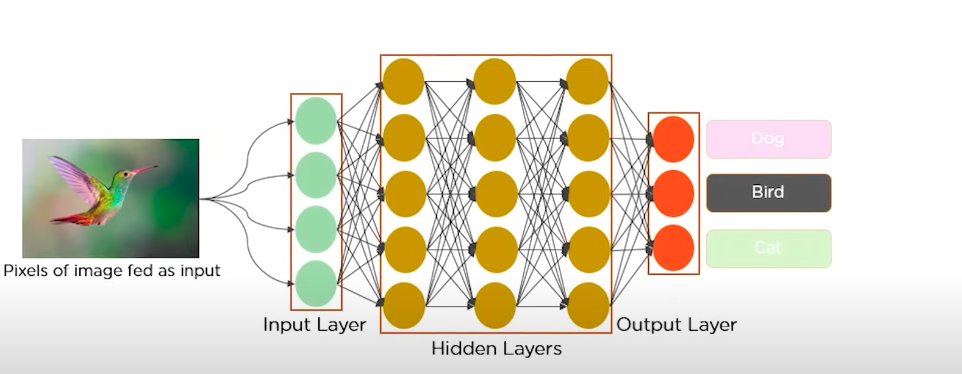 Dog
Bird
Cat
Pixels of image fed as input
Input Layer
Output Layer
Hidden Layers